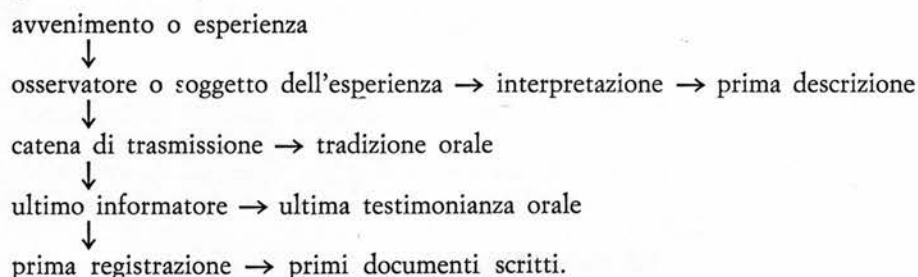 avvenimento o esperienza
↓
osservatore o soggetto dell'esperienza → interpretazione → prima descrizione
↓
catena di trasmissione → tradizione orale
↓
ultimo informatore → ultima testimonianza orale
↓
prima registrazione → primi documenti scritti.